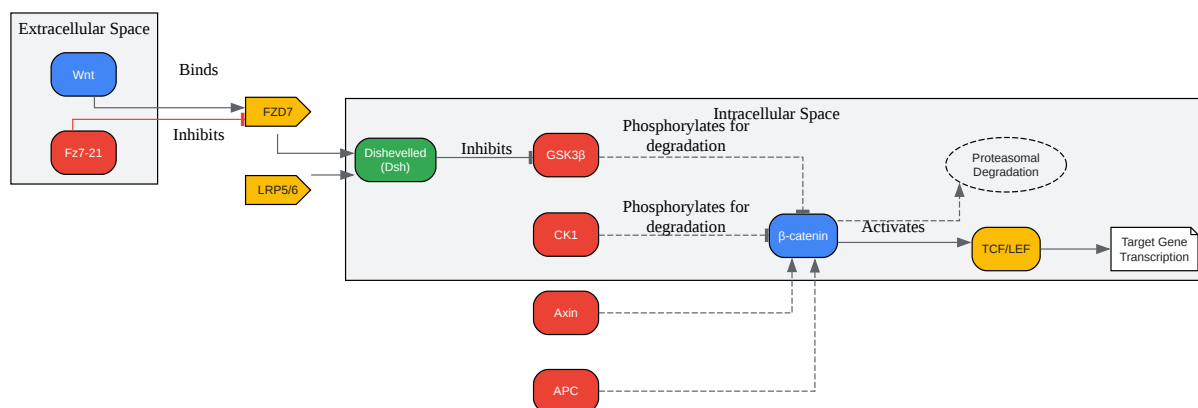 Extracellular Space
Wnt
Fz7-21
Binds
Inhibits
FZD7
LRP5/6
Intracellular Space
Dishevelled
(Dsh)
Inhibits
GSK3β
Phosphorylates for
degradation
CK1
Phosphorylates for
degradation
Axin
APC
β-catenin
Activates
Proteasomal
Degradation
TCF/LEF
Target Gene
Transcription